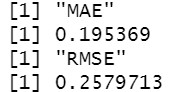 [1] "MAE"
[1] 0.195369
[1] "RMSE"
[1] 0.2579713